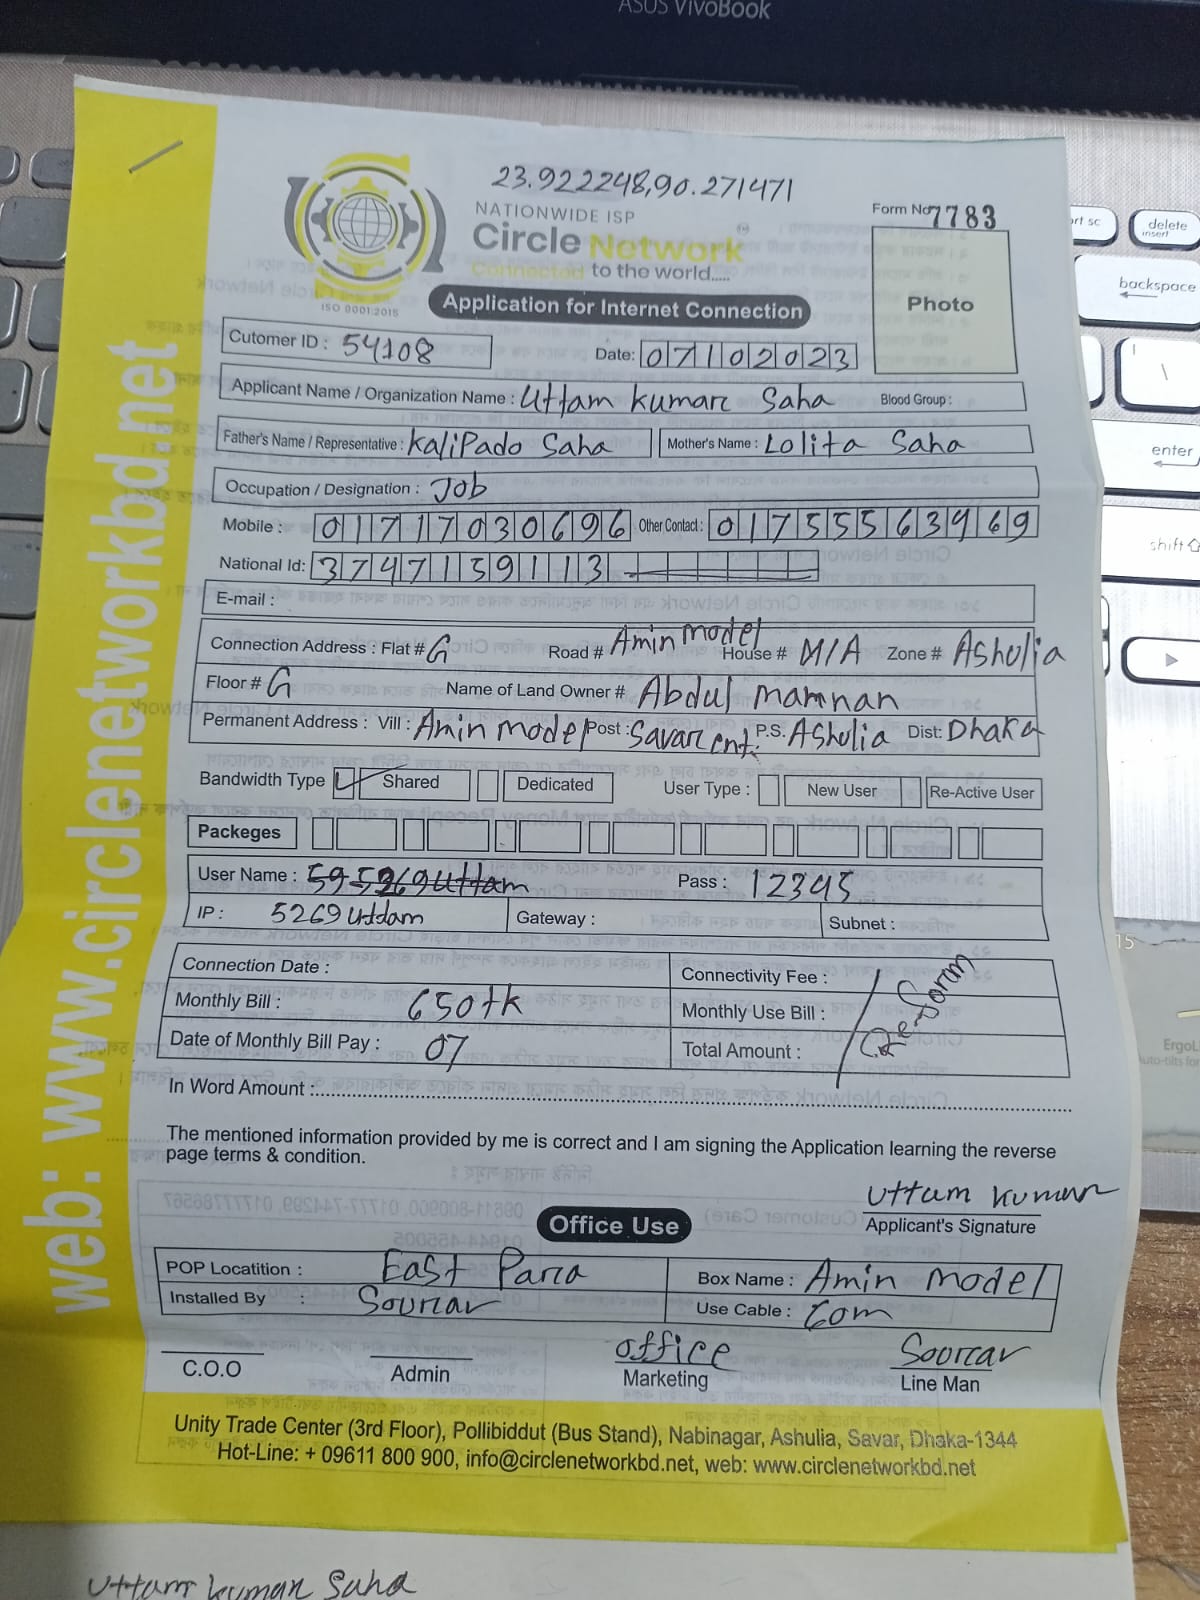 ASUS VivoBook
23.922248,90.271471
NATIONWIDE ISP
Form No 7783
Circle Network
Connected to the world.....
ISO 9001:2015
Application for Internet Connection
Photo
Cutomer ID : 54108
Date: 07102023
Applicant Name / Organization Name : Uttam Kumar Saha Blood Group :
Father's Name / Representative : Kalipado Saha Mother's Name : Lolita Saha
Occupation / Designation : Job
Mobile : 01717030696 Other Contact : 01755563969
National Id: 3747159113
E-mail :
Connection Address : Flat # G Road # Amin model House # M/A Zone # Ashulia
Floor # G Name of Land Owner # Abdul mannan
Permanent Address : Vill : Amin model Post : Savar cnt. P.S. Ashulia Dist: Dhaka
Bandwidth Type Shared Dedicated User Type : New User Re-Active User
Packeges
User Name : 595269uttam Pass : 12345
IP : 5269uttam Gateway : Subnet :
Connection Date : Connectivity Fee :
Monthly Bill : 650tk Monthly Use Bill :
Date of Monthly Bill Pay : 07 Total Amount :
In Word Amount :
The mentioned information provided by me is correct and I am signing the Application learning the reverse
page terms & condition.
Uttam Kumar
Applicant's Signature
Office Use
POP Locatition : East Para Box Name : Amin model
Installed By : Sourcar Use Cable : 60m
office Sourcar
C.O.O Admin Marketing Line Man
Unity Trade Center (3rd Floor), Pollibiddut (Bus Stand), Nabinagar, Ashulia, Savar, Dhaka-1344
Hot-Line: + 09611 800 900, info@circlenetworkbd.net, web: www.circlenetworkbd.net
web: www.circlenetworkbd.net
Uttam Kumar Saha
delete
insert
backspace
enter
shift